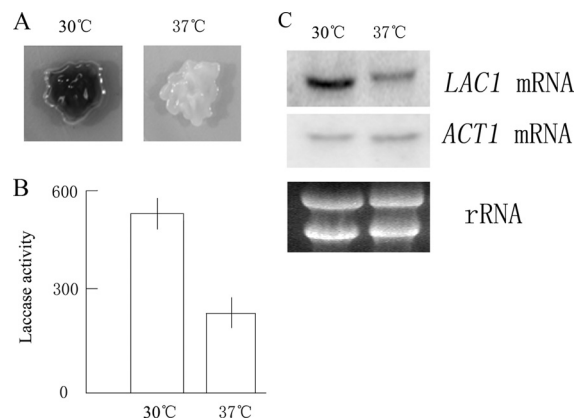 A
30℃ 37℃
B
Laccase activity
600
300
0
30℃ 37℃
C
30℃ 37℃
LAC1 mRNA
ACT1 mRNA
rRNA